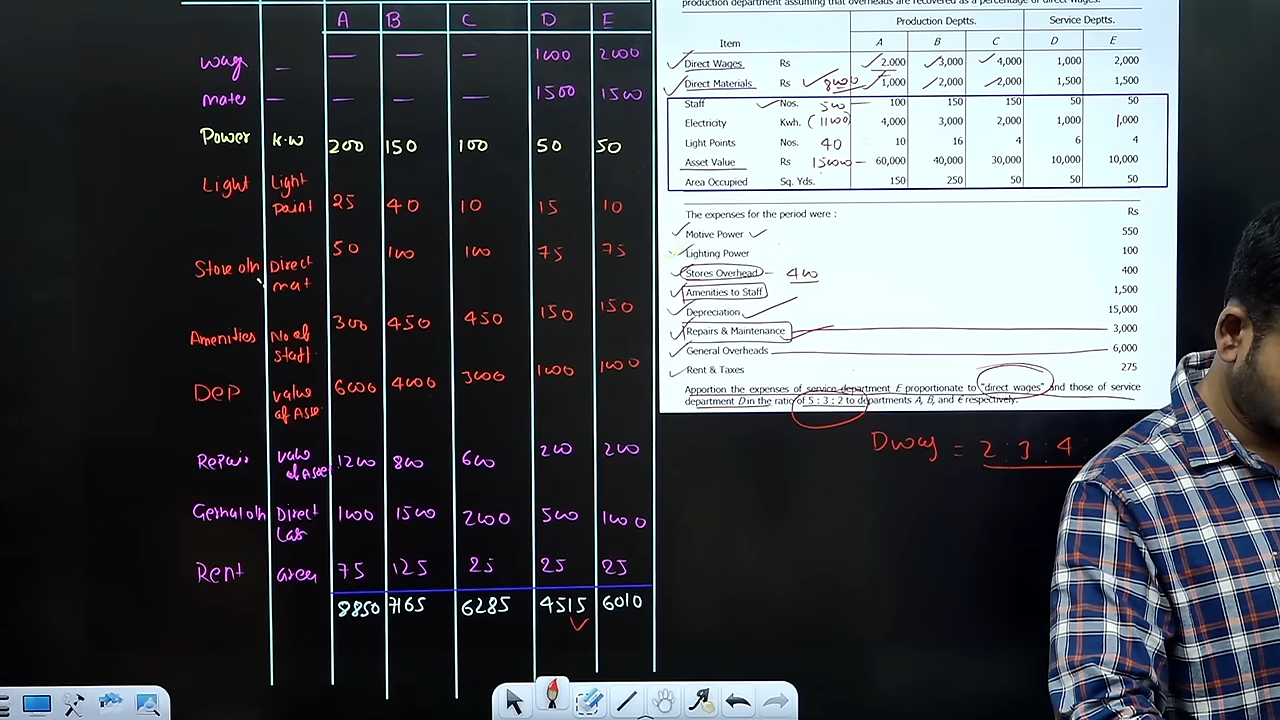 A B C D E
wag — — — — 1000 2000
mate — — — — 1500 1500
Power K.W 200 150 100 50 50
Light Light Point 25 40 10 15 10
Store o/h Direct mat 50 100 100 75 75
Amenities No of staff 300 450 450 150 150
Dep value of Asse 6000 4000 3000 1000 1000
Repair valu of Asse 1200 800 600 200 200
Genral o/h Direct Lab 1000 1500 2000 500 1000
Rent area 75 125 25 25 25
8850 7165 6285 4515 6010
production department assuming that overheads are recovered as a percentage of direct wages.
Production Deptts. Service Deptts.
Item A B C D E
Direct Wages Rs 2.000 3,000 4,000 1,000 2,000
Direct Materials Rs 8000 1,000 2,000 2,000 1,500 1,500
Staff Nos. 500 100 150 150 50 50
Electricity Kwh. (1100) 4,000 3,000 2,000 1,000 1,000
Light Points Nos. 40 10 16 4 6 4
Asset Value Rs 15000 60,000 40,000 30,000 10,000 10,000
Area Occupied Sq. Yds. 150 250 50 50 50
The expenses for the period were : Rs
Motive Power 550
Lighting Power 100
Stores Overhead 400 400
Amenities to Staff 1,500
Depreciation 15,000
Repairs & Maintenance 3,000
General Overheads 6,000
Rent & Taxes 275
Apportion the expenses of service department E proportionate to "direct wages" and those of service
department D in the ratio of 5 : 3 : 2 to departments A, B, and C respectively.
Dwag = 2 : 3 : 4 :